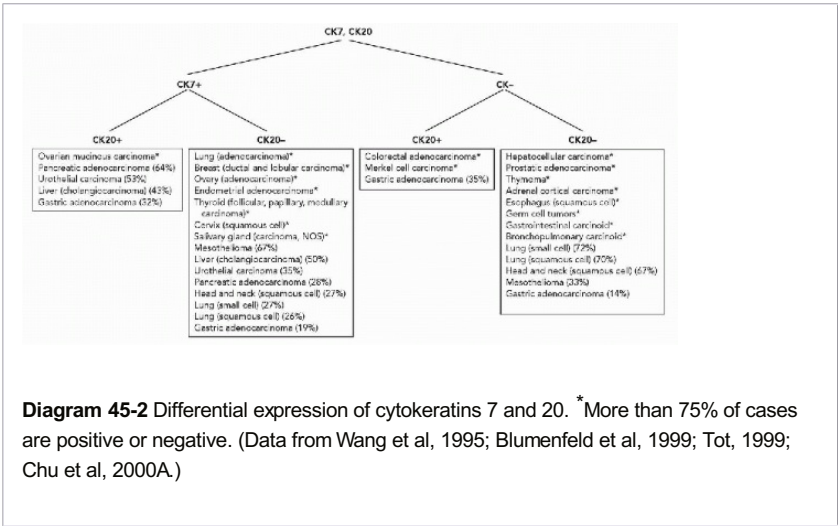 CK7, CK20
CK7+
CK–
CK20+
CK20–
CK20+
CK20–
Ovarian mucinous carcinoma*
Pancreatic adenocarcinoma (64%)
Urothelial carcinoma (53%)
Liver (cholangiocarcinoma) (43%)
Gastric adenocarcinoma (32%)
Lung (adenocarcinoma)*
Breast (ductal and lobular carcinoma)*
Ovary (adenocarcinoma)*
Endometrial adenocarcinoma*
Thyroid (follicular, papillary, medullary
carcinoma)*
Cervix (squamous cell)*
Salivary gland (carcinoma, NOS)*
Mesothelioma (67%)
Liver (cholangiocarcinoma) (50%)
Urothelial carcinoma (35%)
Pancreatic adenocarcinoma (28%)
Head and neck (squamous cell) (27%)
Lung (small cell) (27%)
Lung (squamous cell) (26%)
Gastric adenocarcinoma (19%)
Colorectal adenocarcinoma*
Merkel cell carcinoma*
Gastric adenocarcinoma (35%)
Hepatocellular carcinoma*
Prostatic adenocarcinoma*
Thymoma*
Adrenal cortical carcinoma*
Esophagus (squamous cell)*
Germ cell tumors*
Gastrointestinal carcinoid*
Bronchopulmonary carcinoid*
Lung (small cell) (72%)
Lung (squamous cell) (70%)
Head and neck (squamous cell) (67%)
Mesothelioma (33%)
Gastric adenocarcinoma (14%)
Diagram 45-2 Differential expression of cytokeratins 7 and 20. *More than 75% of cases
are positive or negative. (Data from Wang et al, 1995; Blumenfeld et al, 1999; Tot, 1999;
Chu et al, 2000A.)